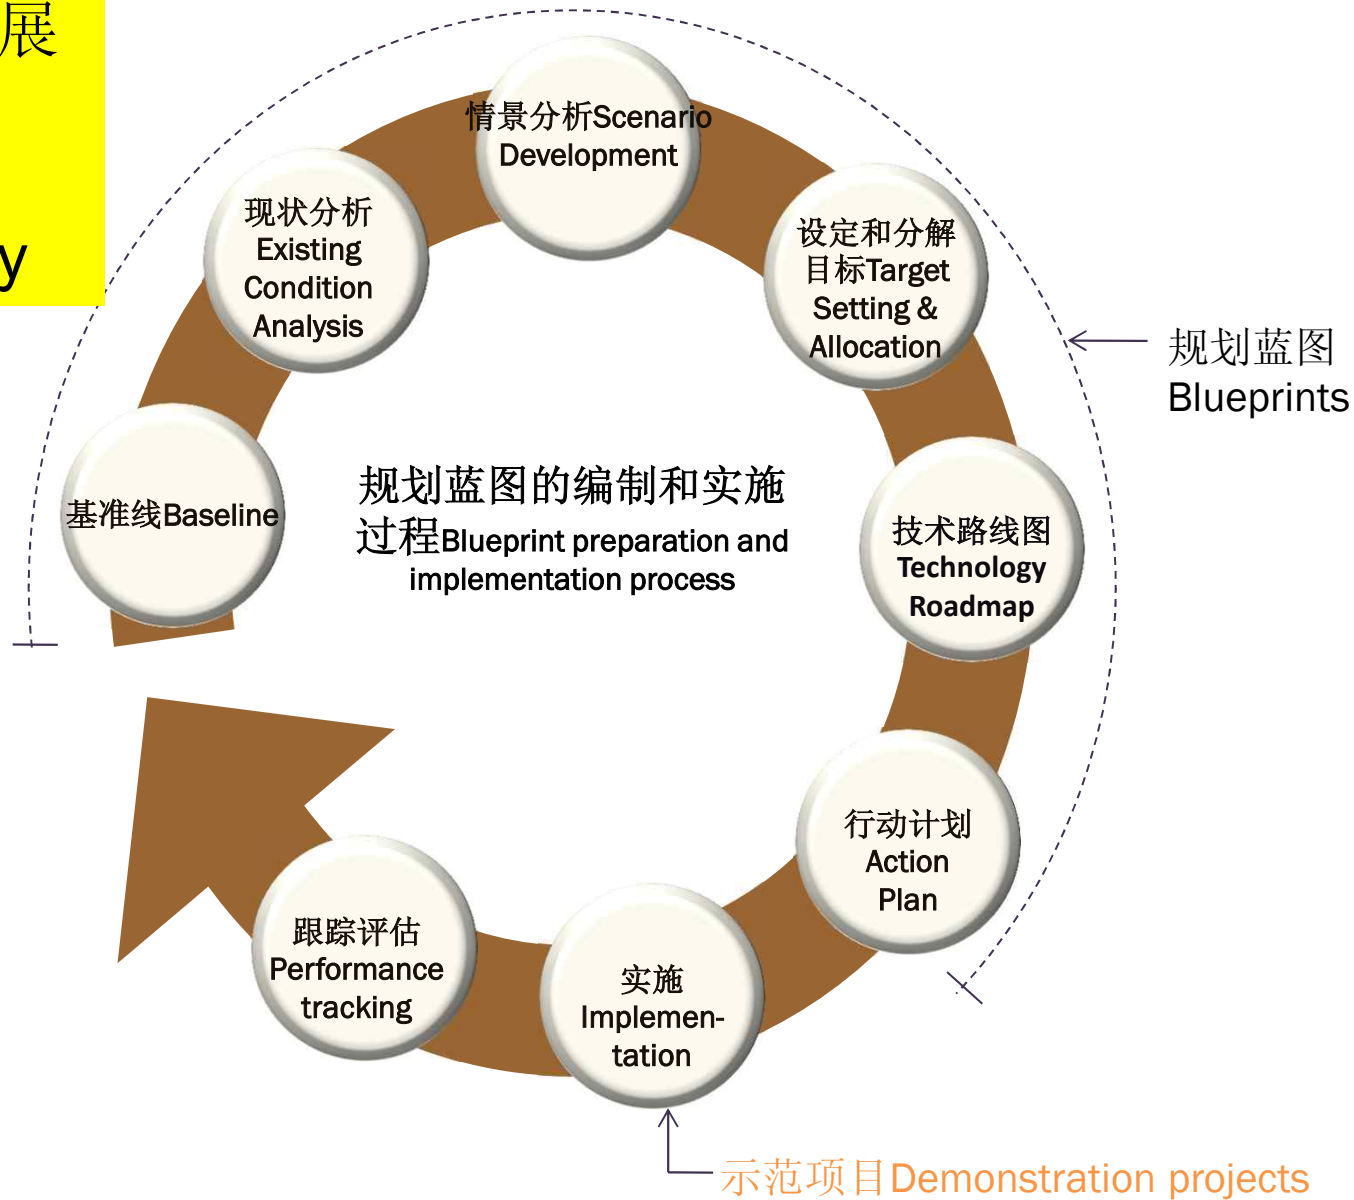 展
y
情景分析Scenario
Development
现状分析
Existing
Condition
Analysis
设定和分解
目标Target
Setting &
Allocation
规划蓝图
Blueprints
基准线Baseline
规划蓝图的编制和实施
过程Blueprint preparation and
implementation process
技术路线图
Technology
Roadmap
行动计划
Action
Plan
跟踪评估
Performance
tracking
实施
Implemen-
tation
示范项目Demonstration projects